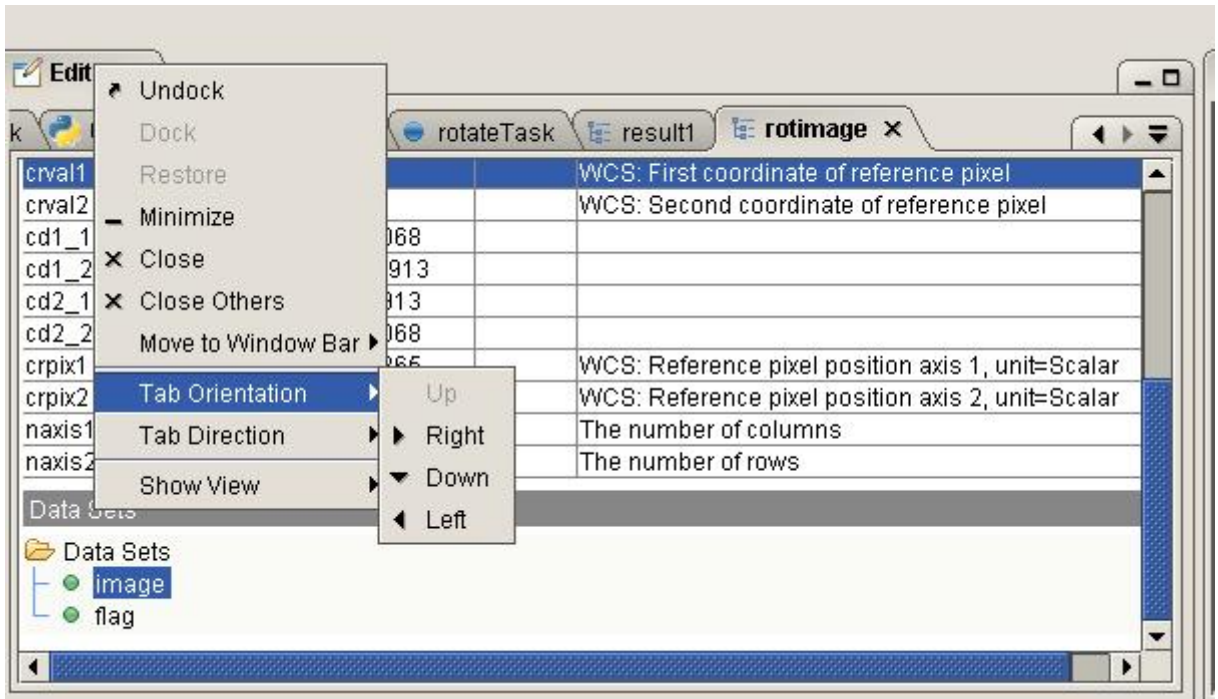 Edit
Undock
Dock
Restore
Minimize
Close
Close Others
Move to Window Bar
Tab Orientation
Tab Direction
Show View
Up
Right
Down
Left
k rotateTask result1 rotimage
crval1 WCS: First coordinate of reference pixel
crval2 WCS: Second coordinate of reference pixel
cd1_1 068
cd1_2 913
cd2_1 913
cd2_2 068
crpix1 WCS: Reference pixel position axis 1, unit=Scalar
crpix2 WCS: Reference pixel position axis 2, unit=Scalar
naxis1 The number of columns
naxis2 The number of rows
Data Sets
Data Sets
image
flag